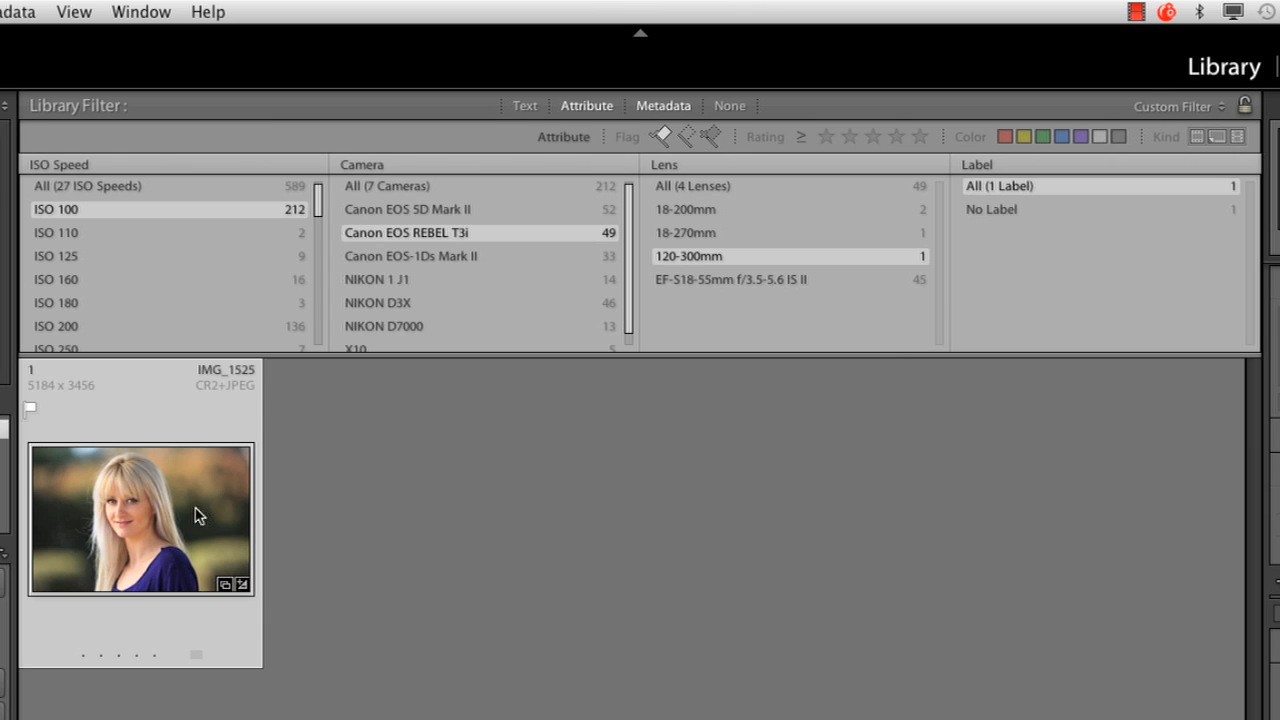 adata View Window Help
Library
Library Filter : Text Attribute Metadata None Custom Filter
Attribute Flag Rating ≥ Color Kind
ISO Speed Camera Lens Label
All (27 ISO Speeds) 589 All (7 Cameras) 212 All (4 Lenses) 49 All (1 Label) 1
ISO 100 212 Canon EOS 5D Mark II 52 18-200mm 2 No Label 1
ISO 110 2 Canon EOS REBEL T3i 49 18-270mm 1
ISO 125 9 Canon EOS-1Ds Mark II 33 120-300mm 1
ISO 160 16 NIKON 1 J1 14 EF-S18-55mm f/3.5-5.6 IS II 45
ISO 180 3 NIKON D3X 46
ISO 200 136 NIKON D7000 13
ISO 250 7 X10 5
1 IMG_1525
5184 x 3456 CR2+JPEG